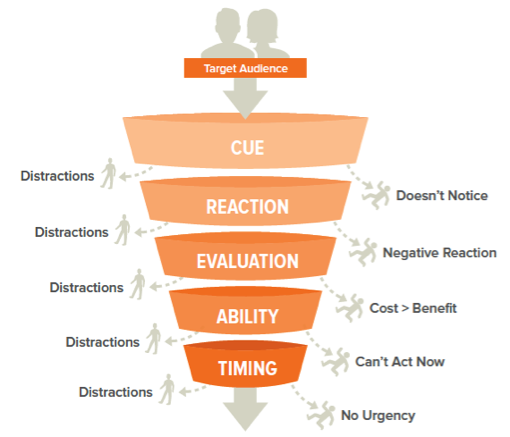 Target Audience
CUE
Distractions
Doesn't Notice
REACTION
Distractions
Negative Reaction
EVALUATION
Distractions
Cost > Benefit
ABILITY
Distractions
Can't Act Now
TIMING
Distractions
No Urgency